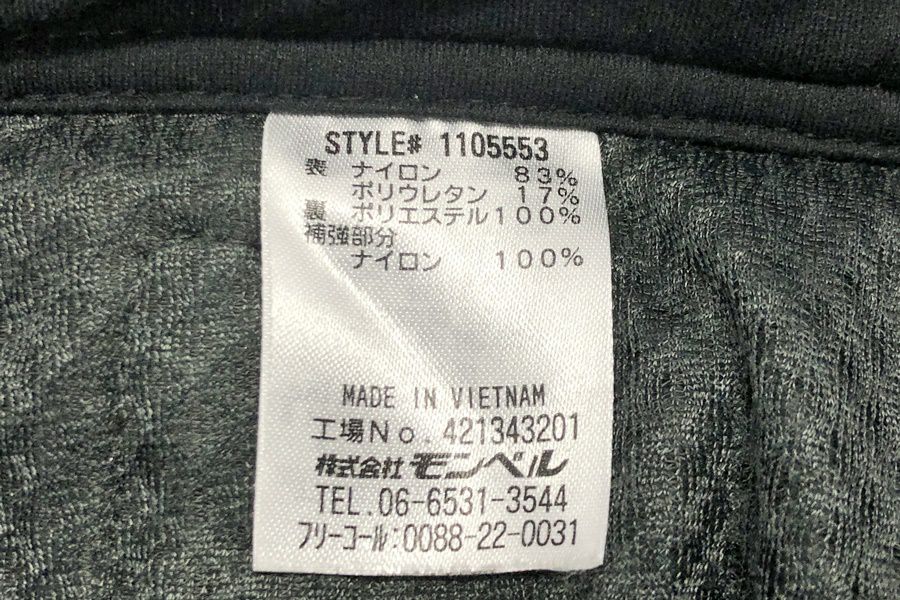 STYLE# 1105553
表 ナイロン 83%
ポリウレタン 17%
裏 ポリエステル100%
補強部分
ナイロン 100%
MADE IN VIETNAM
工場No.421343201
株式会社モンベル
TEL.06-6531-3544
フリーコール:0088-22-0031